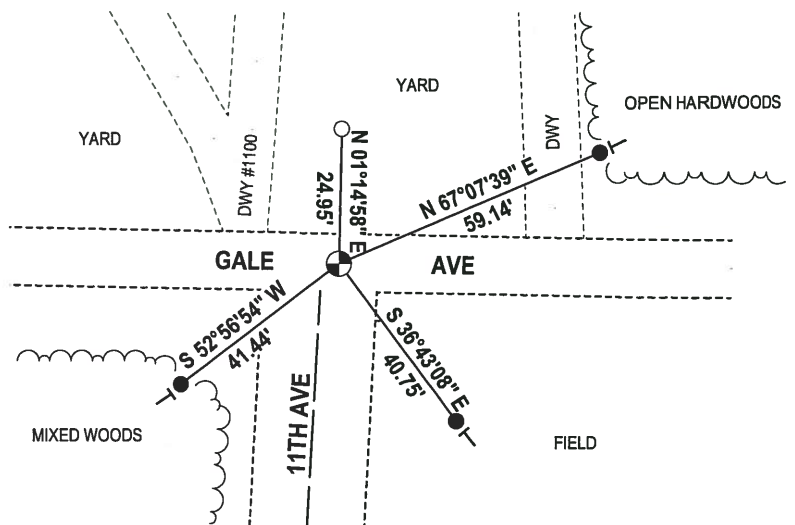 YARD
OPEN HARDWOODS
YARD
DWY
DWY #1100
N 01°14'58" E
24.95'
N 67°07'39" E
59.14'
GALE AVE
S 52°56'54" W
41.44'
S 36°43'08" E
40.75'
11TH AVE
MIXED WOODS
FIELD